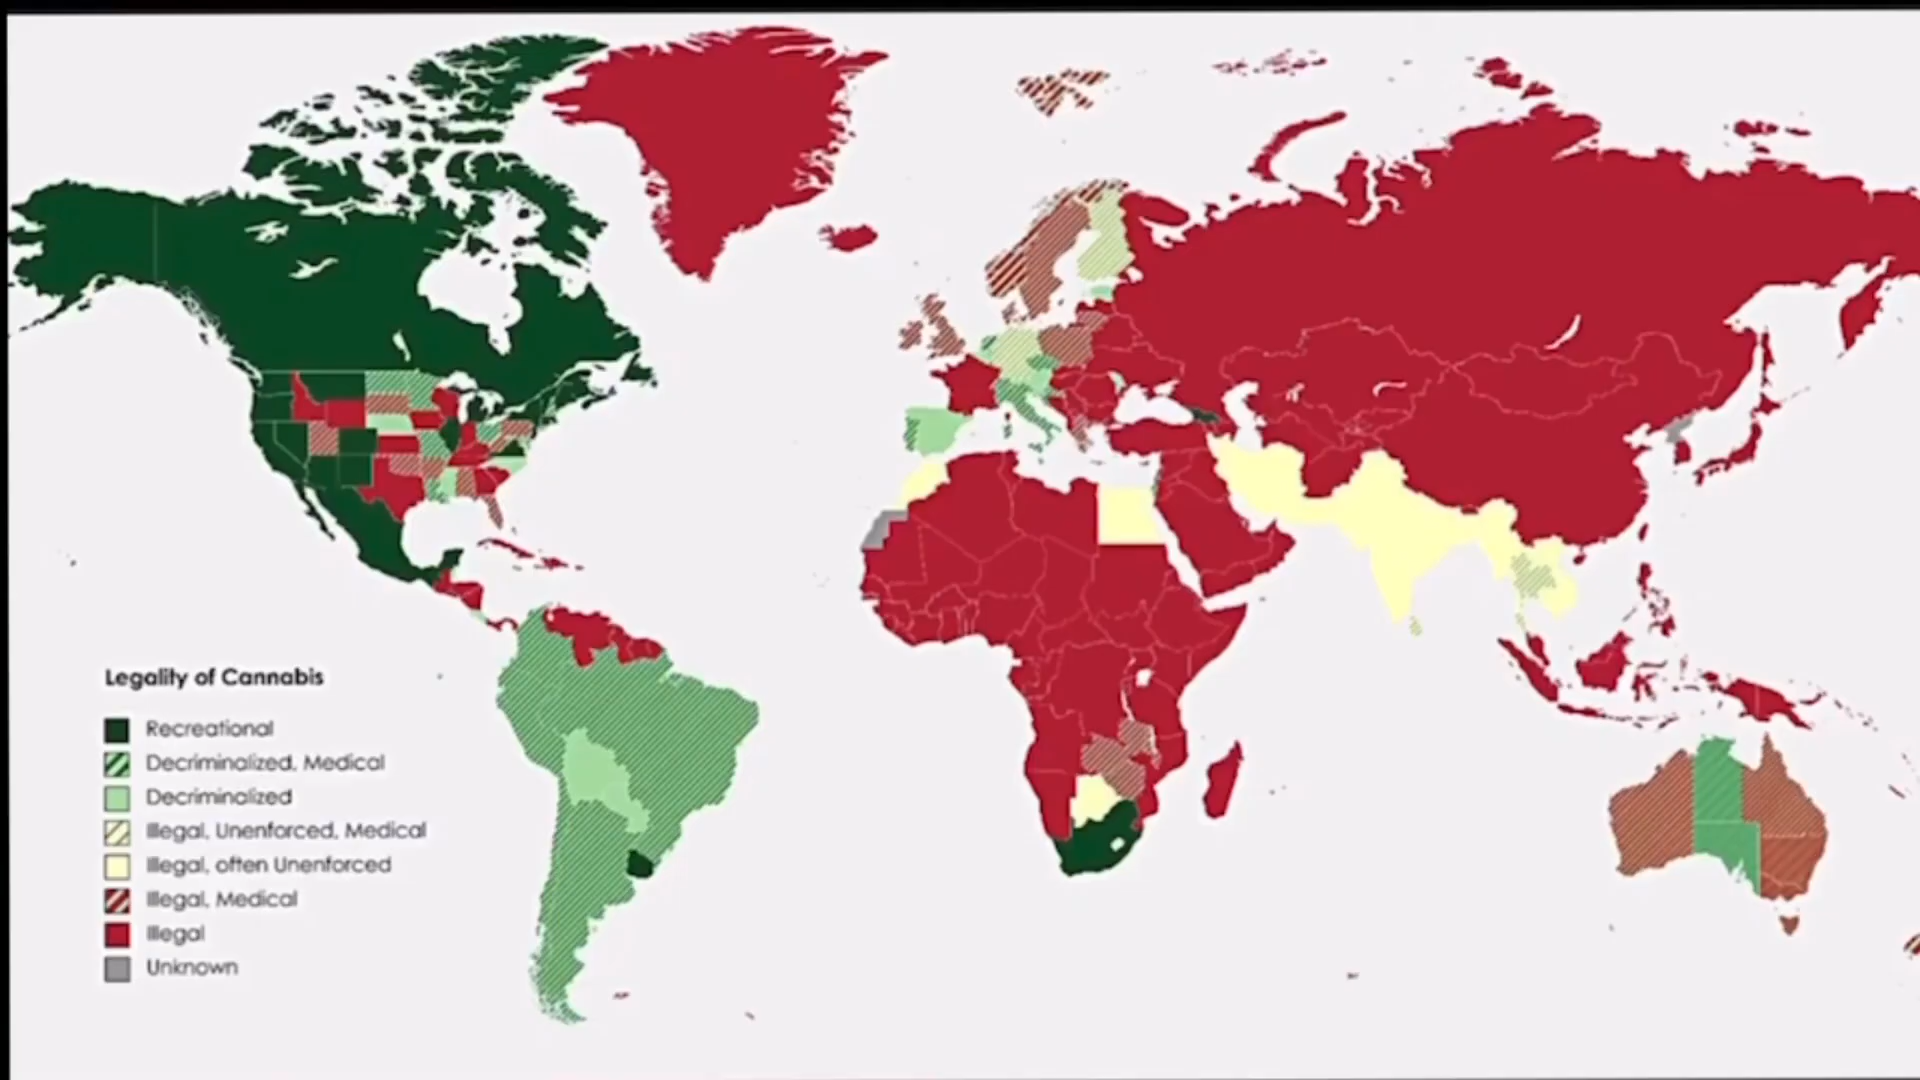 Legality of Cannabis
Recreational
Decriminalized, Medical
Decriminalized
Illegal, Unenforced, Medical
Illegal, often Unenforced
Illegal, Medical
Illegal
Unknown